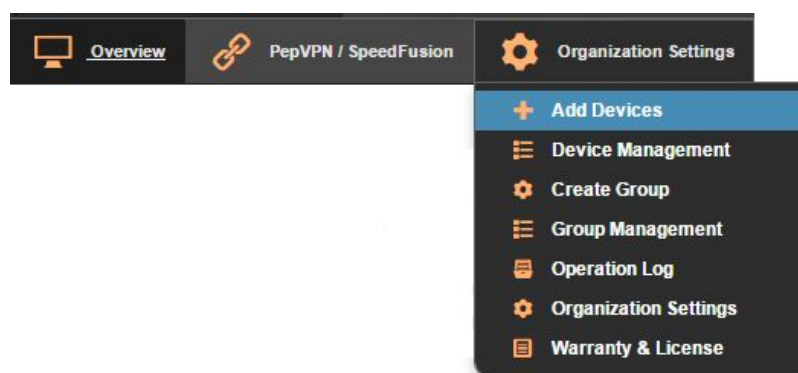 Overview PepVPN / SpeedFusion Organization Settings
Add Devices
Device Management
Create Group
Group Management
Operation Log
Organization Settings
Warranty & License